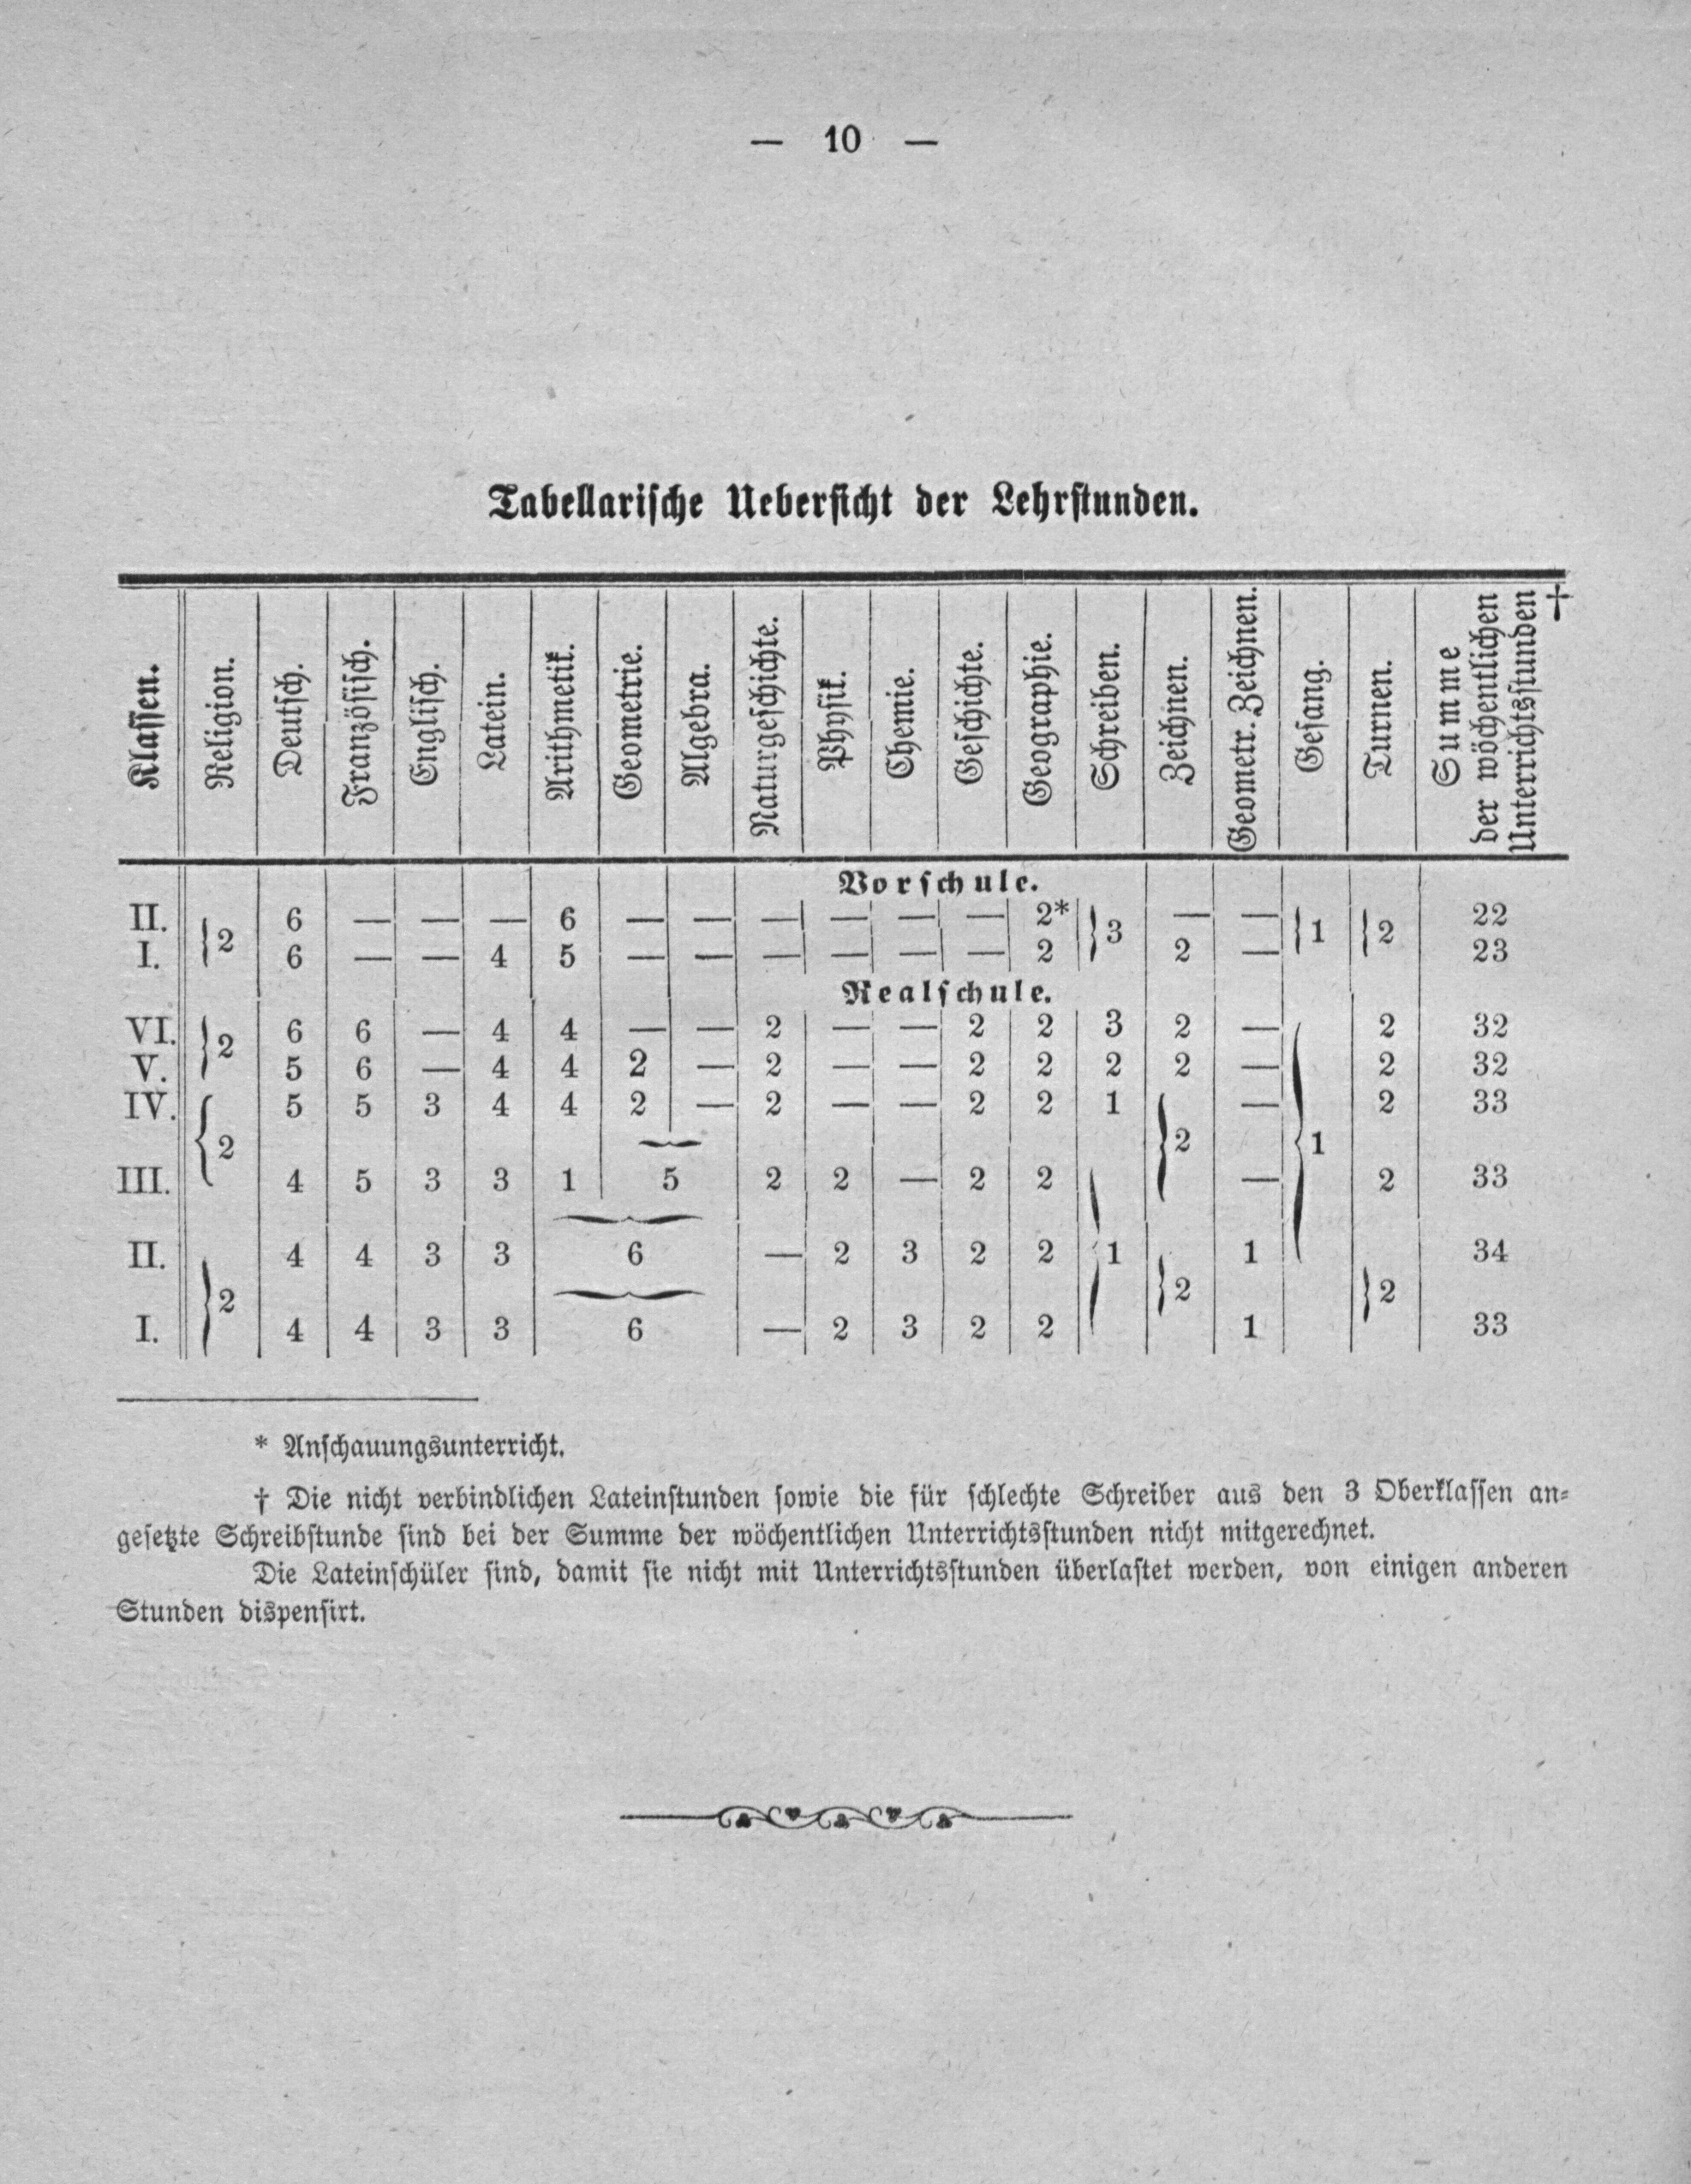 — 10 —
Tabellarische Uebersicht der Lehrstunden.
Klassen. Religion. Deutsch. Französisch. Englisch. Latein. Arithmetik. Geometrie. Algebra. Naturgeschichte. Physik. Chemie. Geschichte. Geographie. Schreiben. Zeichnen. Geometr. Zeichnen. Gesang. Turnen. Summe der wöchentlichen Unterrichtsstunden †
Vorschule.
II. }2 6 — — — 6 — — — — — — 2* }3 — — }1 }2 22
I. 6 — — 4 5 — — — — — — 2 2 — 23
Realschule.
VI. }2 6 6 — 4 4 — — 2 — — 2 2 3 2 — 2 32
V. 5 6 — 4 4 2 — 2 — — 2 2 2 2 — 2 32
IV. 5 5 3 4 4 2 — 2 — — 2 2 1 — 2 33
{2 }2 {1
III. 4 5 3 3 1 5 2 2 — 2 2 — 2 33
II. 4 4 3 3 6 — 2 3 2 2 }1 1 34
}2 }2 }2
I. 4 4 3 3 6 — 2 3 2 2 1 33
* Anschauungsunterricht.
† Die nicht verbindlichen Lateinstunden sowie die für schlechte Schreiber aus den 3 Oberklassen an-
gesetzte Schreibstunde sind bei der Summe der wöchentlichen Unterrichtsstunden nicht mitgerechnet.
Die Lateinschüler sind, damit sie nicht mit Unterrichtsstunden überlastet werden, von einigen anderen
Stunden dispensirt.